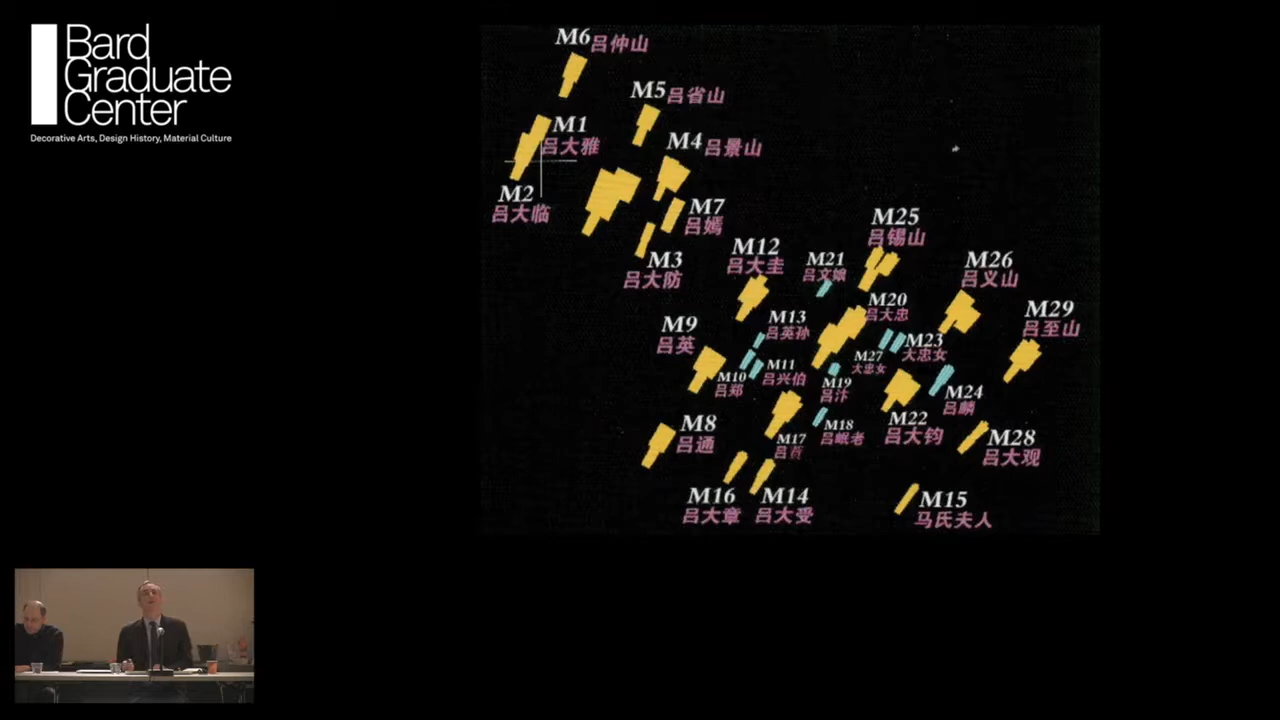 Bard
Graduate
Center
Decorative Arts, Design History, Material Culture
M6 吕仲山
M5 吕省山
M1
吕大雅
M4 吕景山
M2
吕大临
M7
吕嫣
M3
吕大防
M12
吕大圭
M21
吕文娘
M25
吕锡山
M26
吕义山
M20
吕大忠
M29
吕至山
M13
吕英孙
M9
吕英
M23
大忠女
M27
大忠女
M10
吕郑
M11
吕兴伯
M19
吕汴
M24
吕麟
M8
吕通
M17
吕蕡
M18
吕岷老
M22
吕大钧
M28
吕大观
M16
吕大章
M14
吕大受
M15
马氏夫人